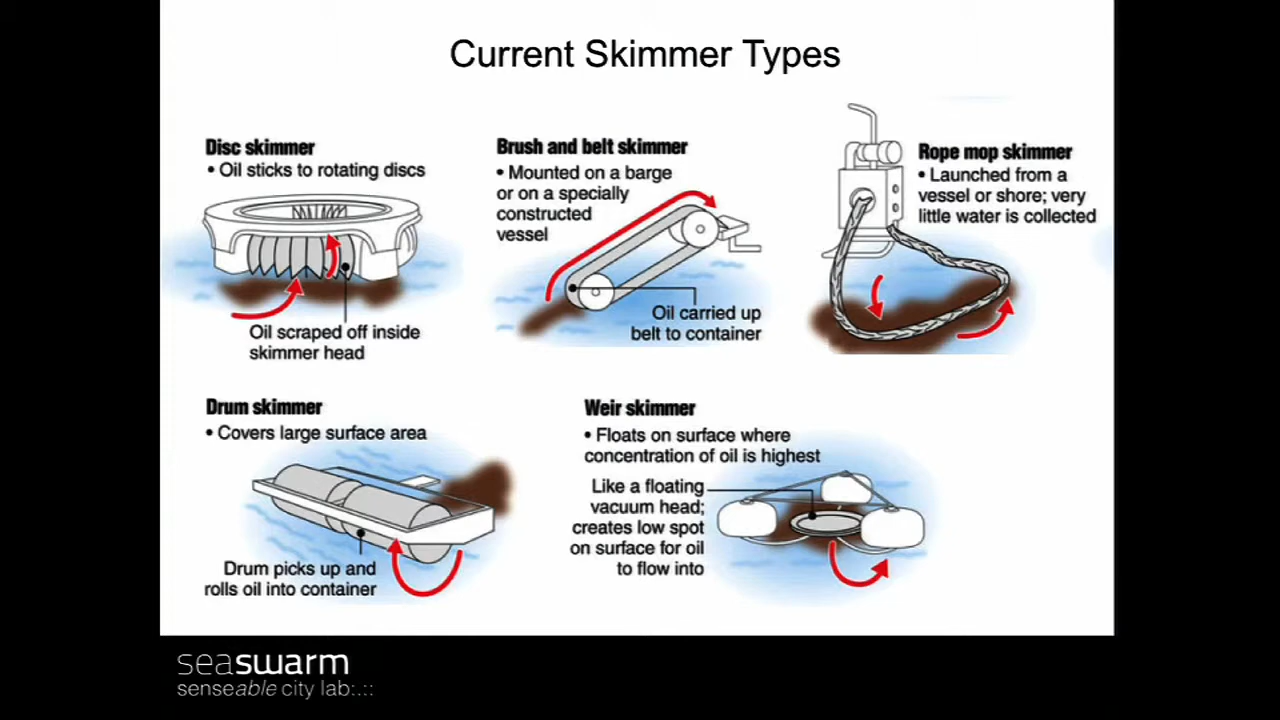 Current Skimmer Types
Disc skimmer
• Oil sticks to rotating discs
Oil scraped off inside
skimmer head
Brush and belt skimmer
• Mounted on a barge
or on a specially
constructed
vessel
Oil carried up
belt to container
Rope mop skimmer
• Launched from a
vessel or shore; very
little water is collected
Drum skimmer
• Covers large surface area
Drum picks up and
rolls oil into container
Weir skimmer
• Floats on surface where
concentration of oil is highest
Like a floating
vacuum head;
creates low spot
on surface for oil
to flow into
seaswarm
senseable city lab:.::